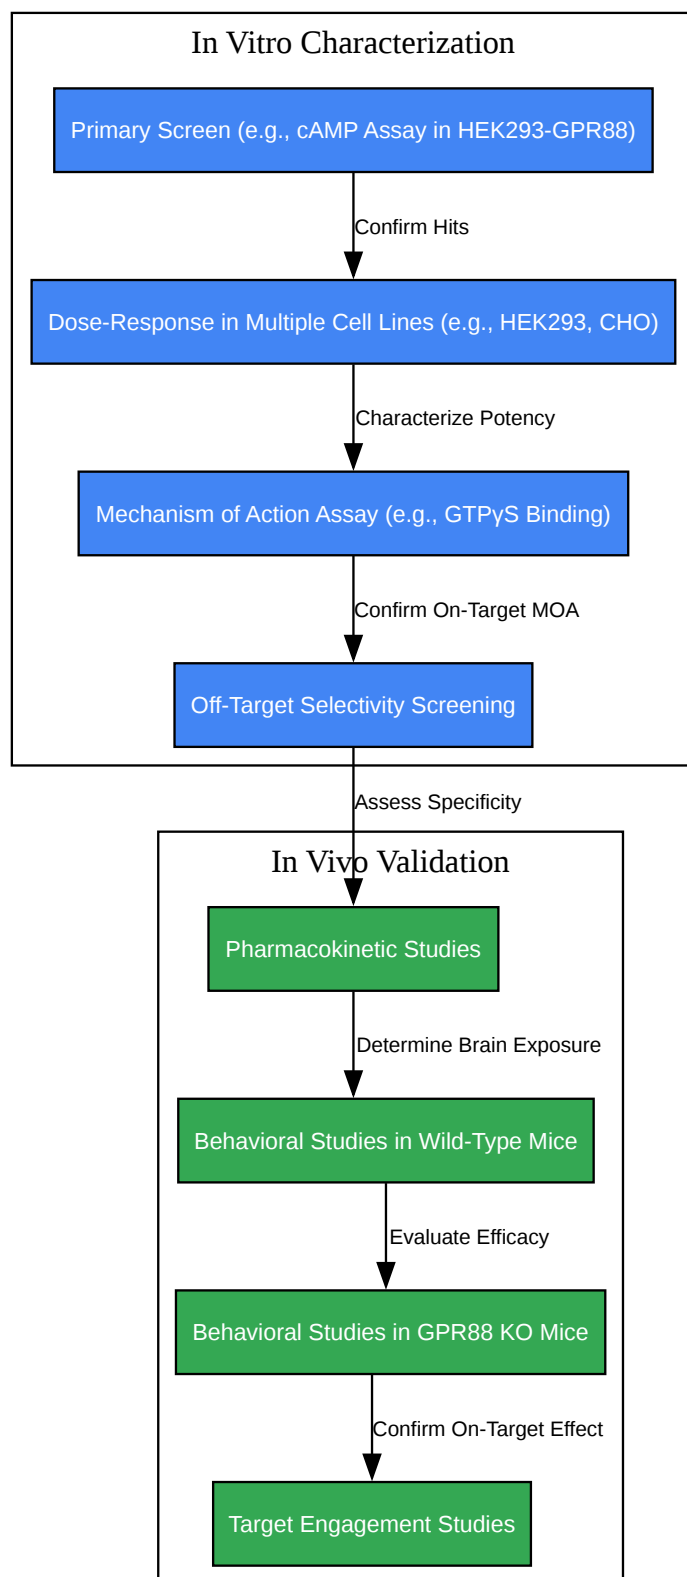 In Vitro Characterization
Primary Screen (e.g., cAMP Assay in HEK293-GPR88)
Confirm Hits
Dose-Response in Multiple Cell Lines (e.g., HEK293, CHO)
Characterize Potency
Mechanism of Action Assay (e.g., GTPγS Binding)
Confirm On-Target MOA
Off-Target Selectivity Screening
Assess Specificity
In Vivo Validation
Pharmacokinetic Studies
Determine Brain Exposure
Behavioral Studies in Wild-Type Mice
Evaluate Efficacy
Behavioral Studies in GPR88 KO Mice
Confirm On-Target Effect
Target Engagement Studies